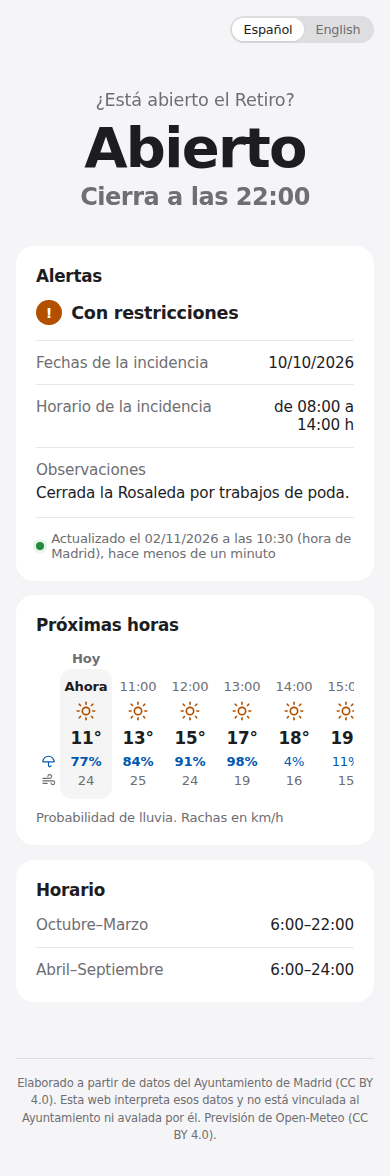 Español English
¿Está abierto el Retiro?
Abierto
Cierra a las 22:00
Alertas
! Con restricciones
Fechas de la incidencia 10/10/2026
Horario de la incidencia de 08:00 a
14:00 h
Observaciones
Cerrada la Rosaleda por trabajos de poda.
Actualizado el 02/11/2026 a las 10:30 (hora de
Madrid), hace menos de un minuto
Próximas horas
Hoy
Ahora 11:00 12:00 13:00 14:00 15:0
11° 13° 15° 17° 18° 19
77% 84% 91% 98% 4% 11%
24 25 24 19 16 15
Probabilidad de lluvia. Rachas en km/h
Horario
Octubre–Marzo 6:00–22:00
Abril–Septiembre 6:00–24:00
Elaborado a partir de datos del Ayuntamiento de Madrid (CC BY
4.0). Esta web interpreta esos datos y no está vinculada al
Ayuntamiento ni avalada por él. Previsión de Open-Meteo (CC
BY 4.0).